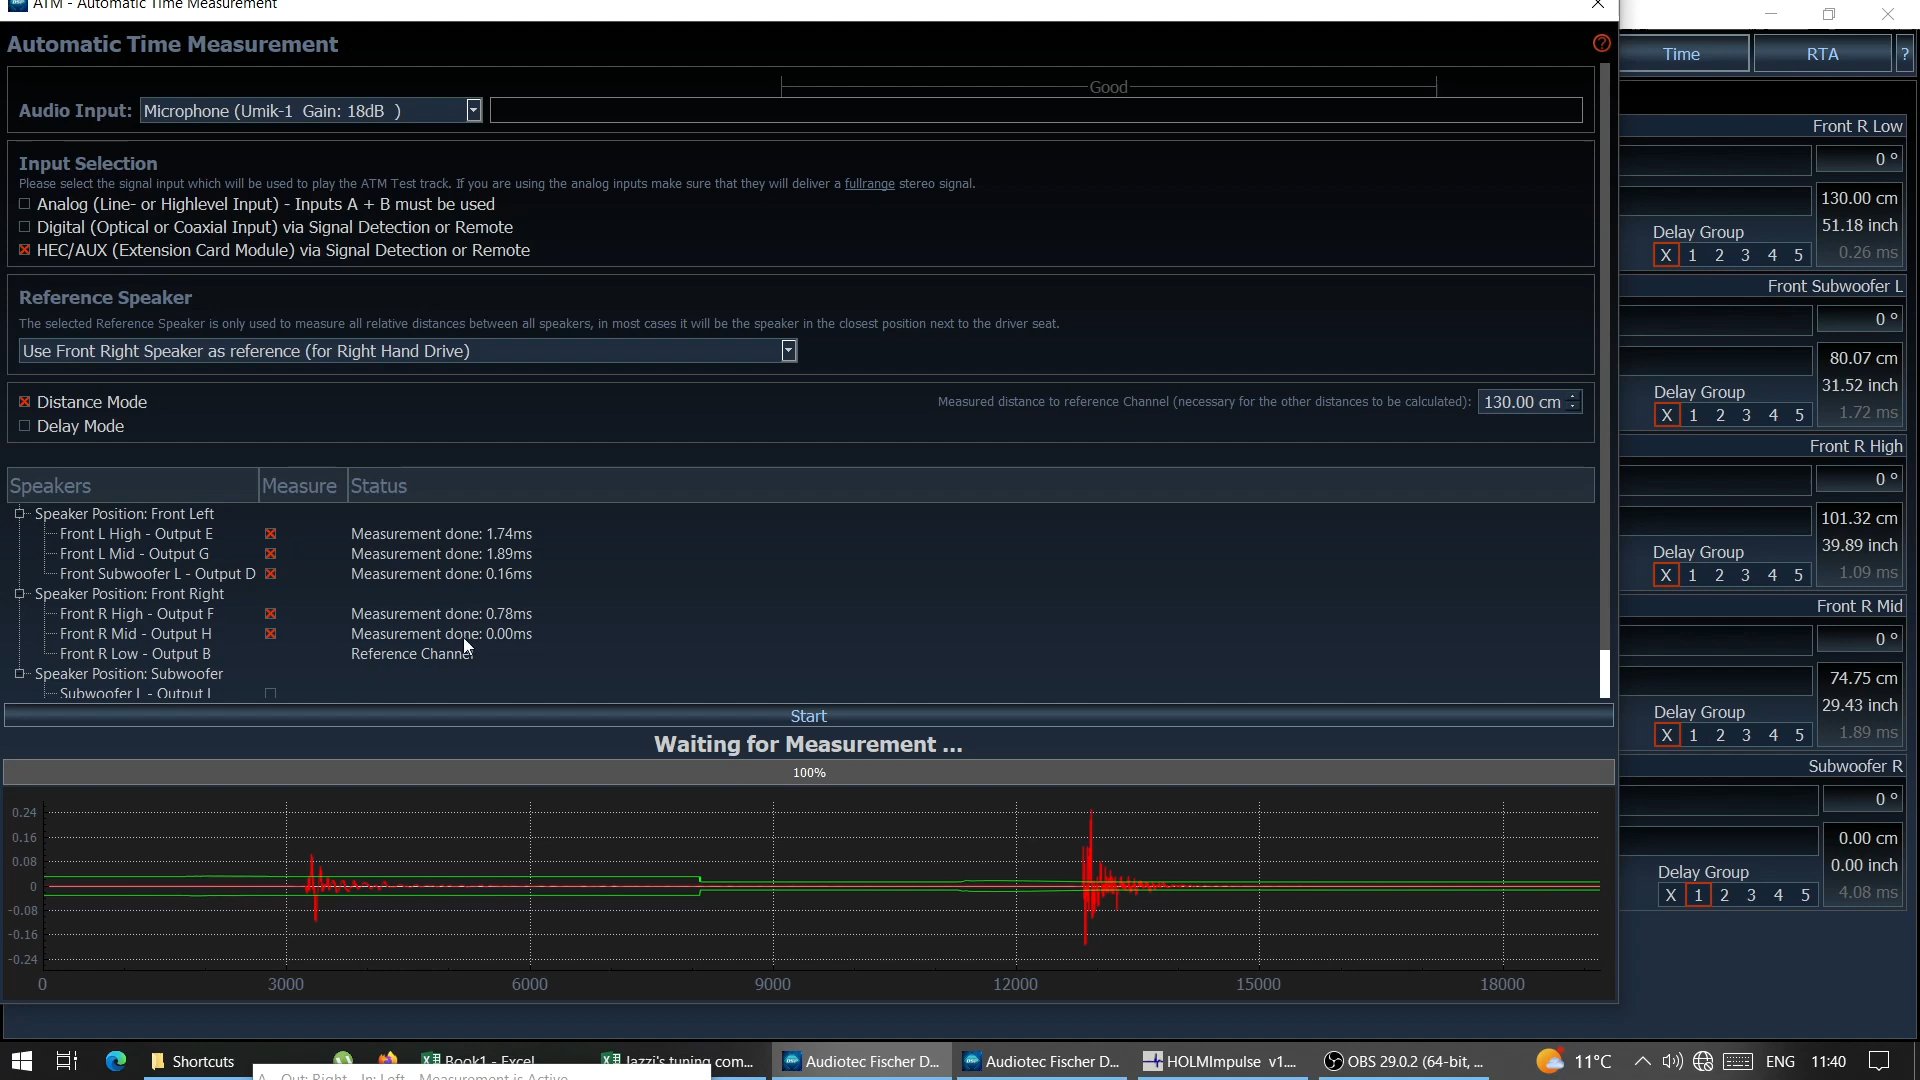 ATM - Automatic Time Measurement
Automatic Time Measurement
?
Time
RTA
?
Good
Audio Input:
Microphone (Umik-1 Gain: 18dB )
Input Selection
Please select the signal input which will be used to play the ATM Test track. If you are using the analog inputs make sure that they will deliver a fullrange stereo signal.
Analog (Line- or Highlevel Input) - Inputs A + B must be used
Digital (Optical or Coaxial Input) via Signal Detection or Remote
HEC/AUX (Extension Card Module) via Signal Detection or Remote
Reference Speaker
The selected Reference Speaker is only used to measure all relative distances between all speakers, in most cases it will be the speaker in the closest position next to the driver seat.
Use Front Right Speaker as reference (for Right Hand Drive)
Distance Mode
Measured distance to reference Channel (necessary for the other distances to be calculated): 130.00 cm
Delay Mode
Speakers Measure Status
Speaker Position: Front Left
Front L High - Output E Measurement done: 1.74ms
Front L Mid - Output G Measurement done: 1.89ms
Front Subwoofer L - Output D Measurement done: 0.16ms
Speaker Position: Front Right
Front R High - Output F Measurement done: 0.78ms
Front R Mid - Output H Measurement done: 0.00ms
Front R Low - Output B Reference Channel
Speaker Position: Subwoofer
Subwoofer L - Output I
Start
Waiting for Measurement ...
100%
0.24
0.16
0.08
0
-0.08
-0.16
-0.24
0 3000 6000 9000 12000 15000 18000
Front R Low
0 °
130.00 cm
51.18 inch
0.26 ms
Delay Group
X 1 2 3 4 5
Front Subwoofer L
0 °
80.07 cm
31.52 inch
1.72 ms
Delay Group
X 1 2 3 4 5
Front R High
0 °
101.32 cm
39.89 inch
1.09 ms
Delay Group
X 1 2 3 4 5
Front R Mid
0 °
74.75 cm
29.43 inch
1.89 ms
Delay Group
X 1 2 3 4 5
Subwoofer R
0 °
0.00 cm
0.00 inch
4.08 ms
Delay Group
X 1 2 3 4 5
Shortcuts
Book1 - Excel
Jazzi's tuning com...
Audiotec Fischer D...
Audiotec Fischer D...
HOLMImpulse v1....
OBS 29.0.2 (64-bit, ...
11°C
ENG
11:40
Out: Right In: Left Measurement is Active